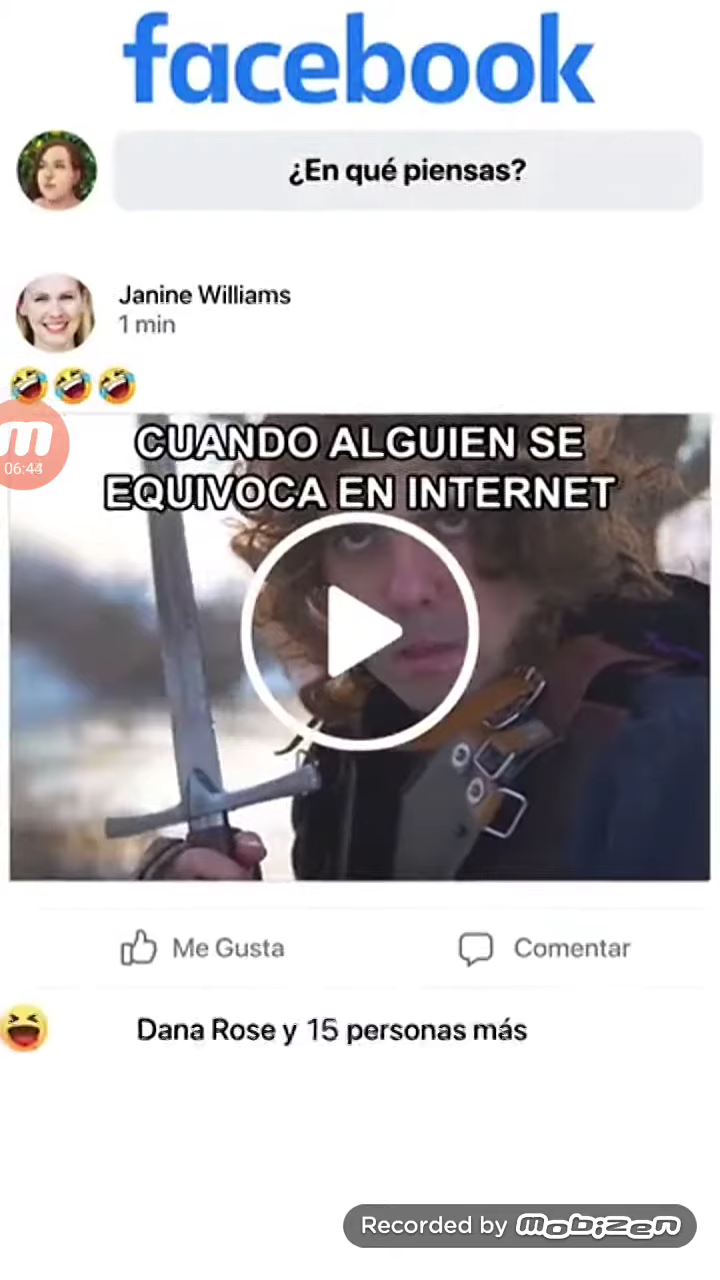 facebook
¿En qué piensas?
Janine Williams
1 min
06:44
CUANDO ALGUIEN SE
EQUIVOCA EN INTERNET
Me Gusta
Comentar
Dana Rose y 15 personas más
Recorded by mobizen